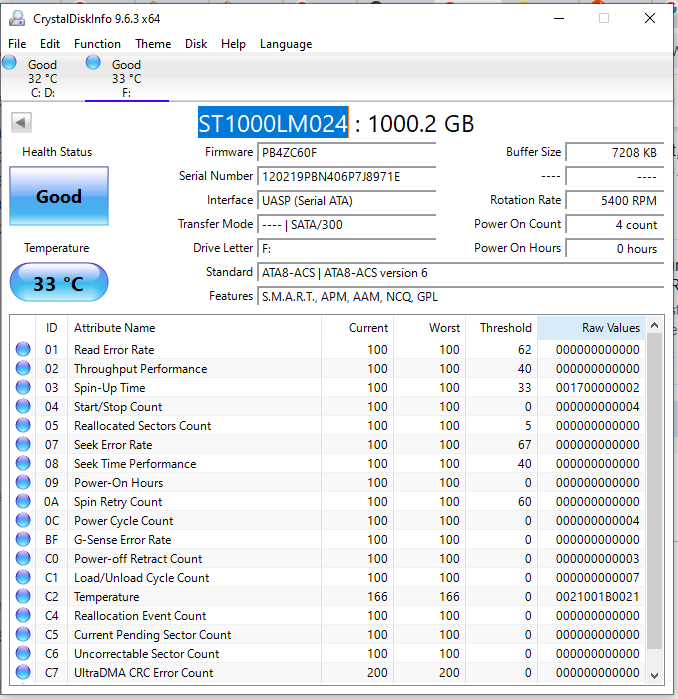 CrystalDiskInfo 9.6.3 x64
File Edit Function Theme Disk Help Language
Good Good
32 °C 33 °C
C: D: F:
ST1000LM024 : 1000.2 GB
Health Status
Good
Temperature
33 °C
Firmware PB4ZC60F Buffer Size 7208 KB
Serial Number 120219PBN406P7J8971E ---- ----
Interface UASP (Serial ATA) Rotation Rate 5400 RPM
Transfer Mode ---- | SATA/300 Power On Count 4 count
Drive Letter F: Power On Hours 0 hours
Standard ATA8-ACS | ATA8-ACS version 6
Features S.M.A.R.T., APM, AAM, NCQ, GPL
ID Attribute Name Current Worst Threshold Raw Values
01 Read Error Rate 100 100 62 000000000000
02 Throughput Performance 100 100 40 000000000000
03 Spin-Up Time 100 100 33 001700000002
04 Start/Stop Count 100 100 0 000000000004
05 Reallocated Sectors Count 100 100 5 000000000000
07 Seek Error Rate 100 100 67 000000000000
08 Seek Time Performance 100 100 40 000000000000
09 Power-On Hours 100 100 0 000000000000
0A Spin Retry Count 100 100 60 000000000000
0C Power Cycle Count 100 100 0 000000000004
BF G-Sense Error Rate 100 100 0 000000000000
C0 Power-off Retract Count 100 100 0 000000000003
C1 Load/Unload Cycle Count 100 100 0 000000000007
C2 Temperature 166 166 0 0021001B0021
C4 Reallocation Event Count 100 100 0 000000000000
C5 Current Pending Sector Count 100 100 0 000000000000
C6 Uncorrectable Sector Count 100 100 0 000000000000
C7 UltraDMA CRC Error Count 200 200 0 000000000000